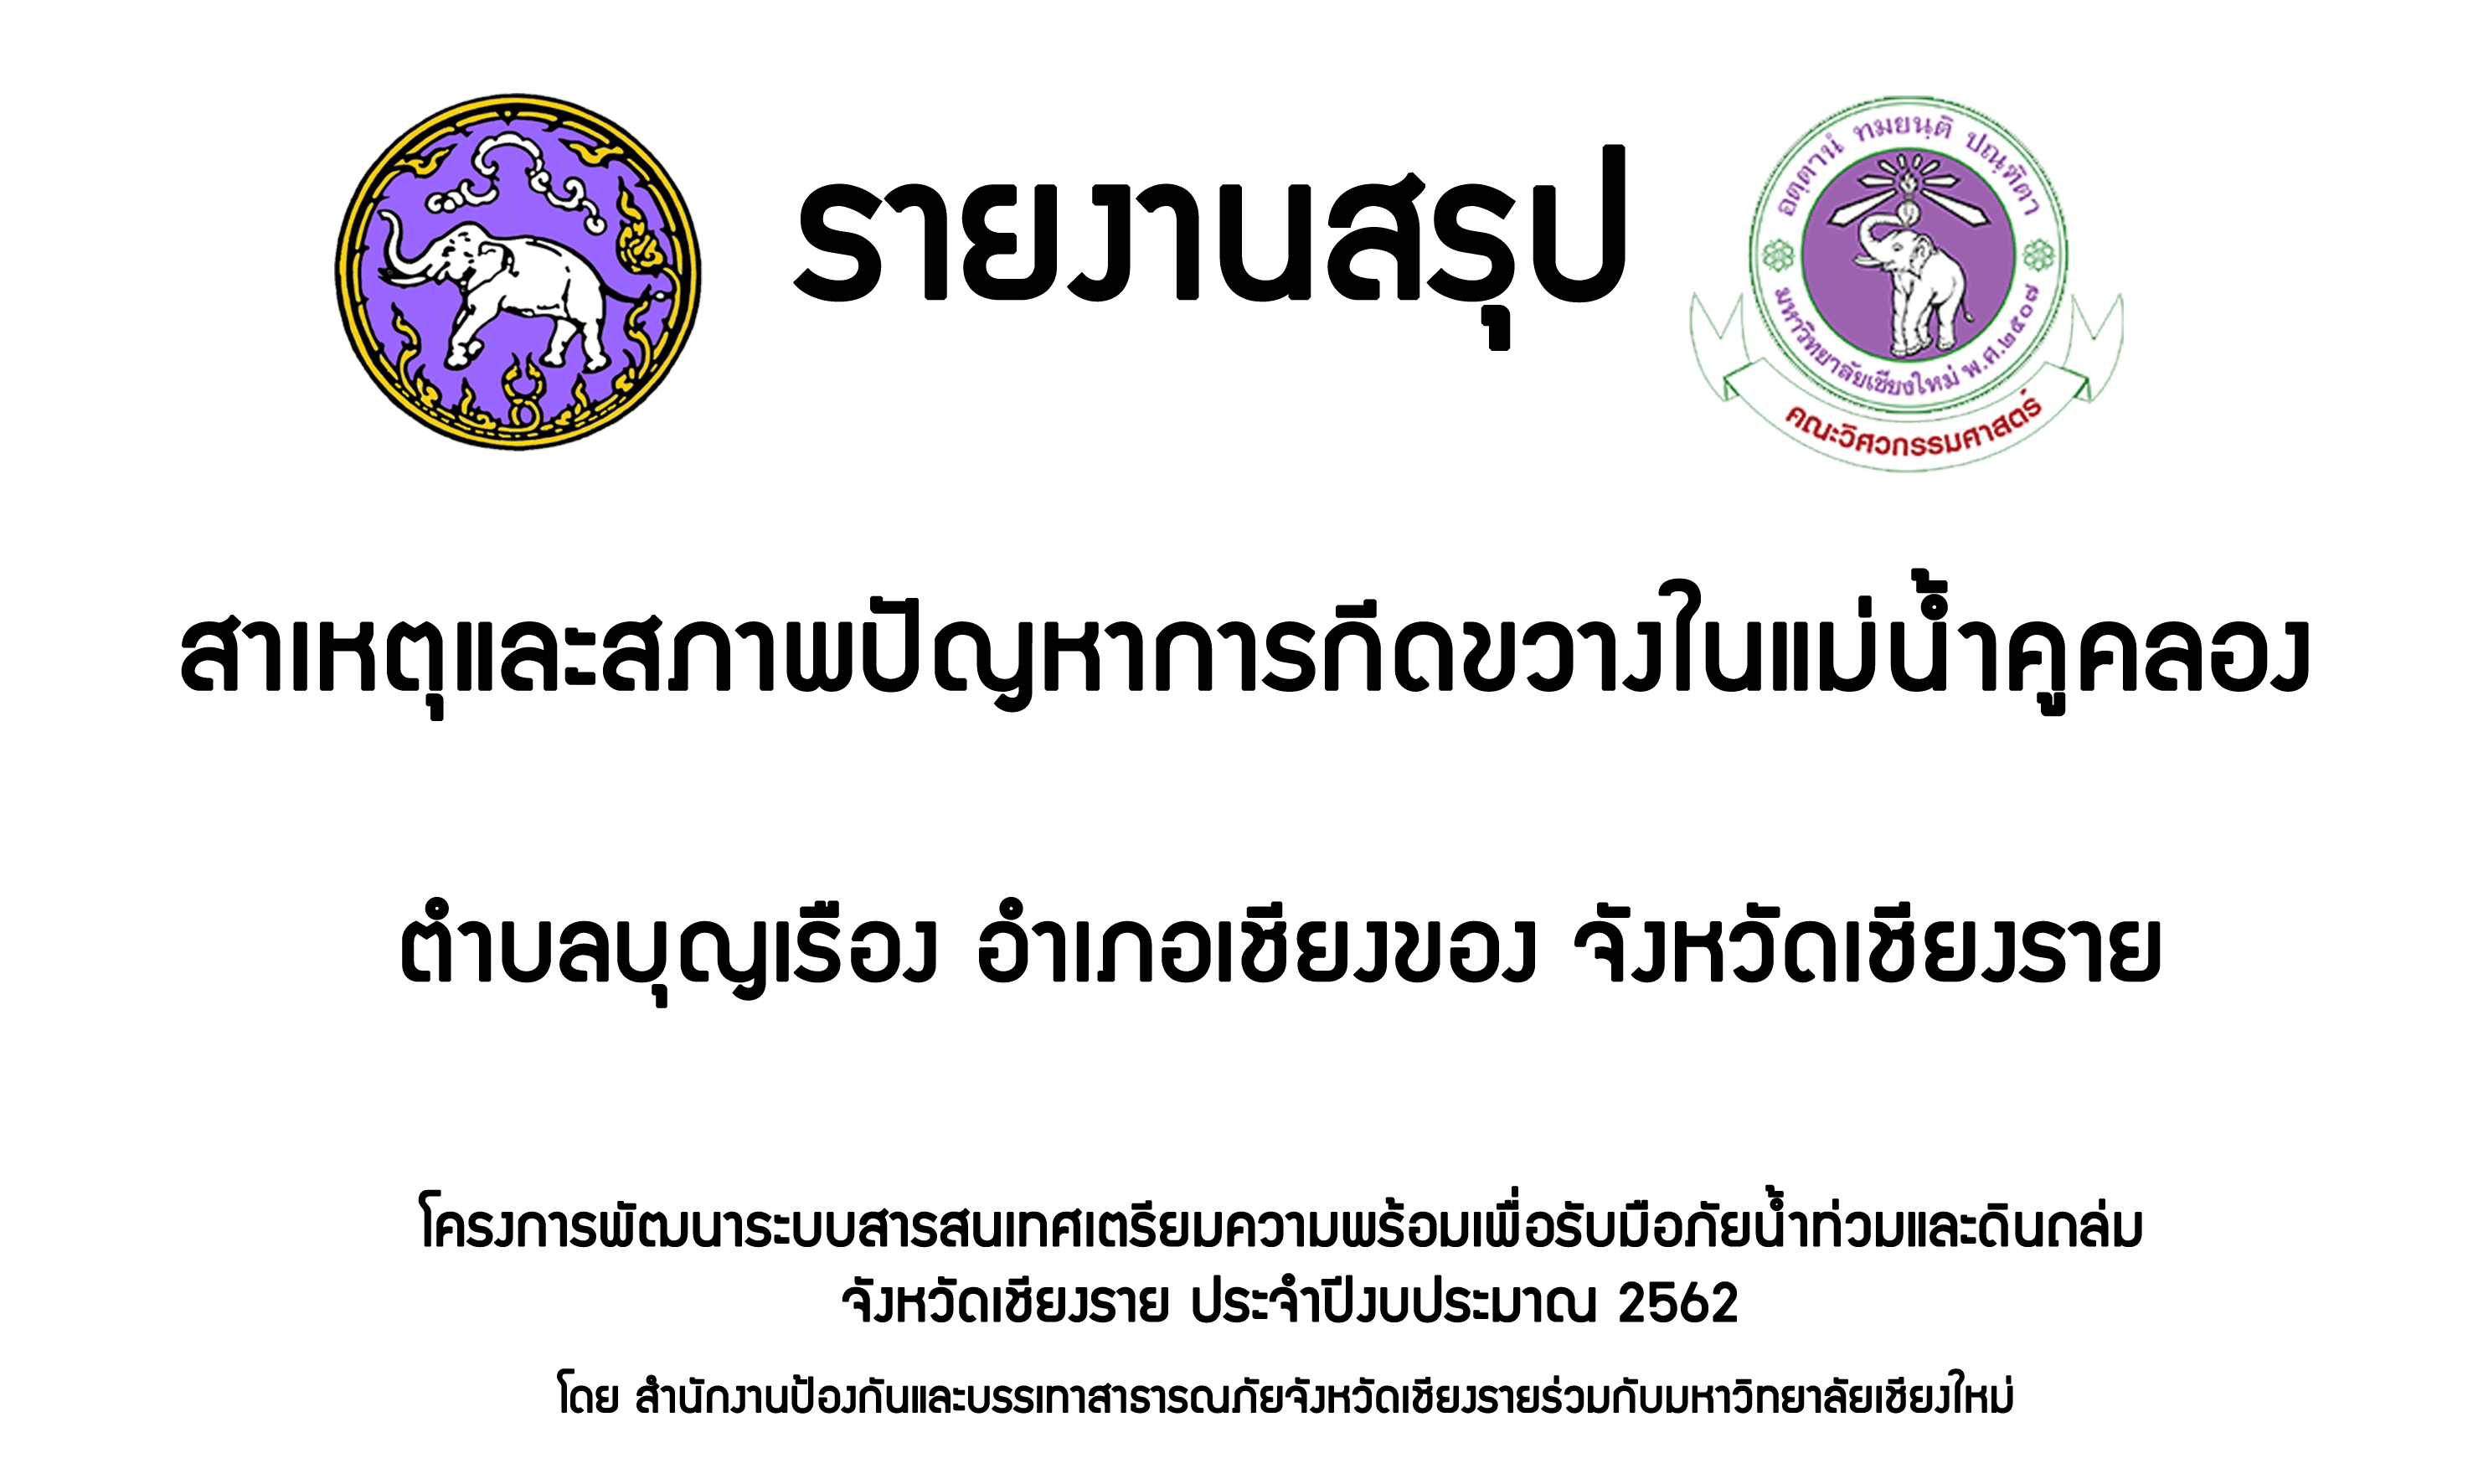 รายงานสรุป
อตฺตานํ ทมยนฺติ ปณฺฑิตา
มหาวิทยาลัยเชียงใหม่ พ.ศ.๒๕๐๗
คณะวิศวกรรมศาสตร์
สาเหตุและสภาพปัญหาการกีดขวางในแม่น้ำคูคลอง
ตำบลบุญเรือง อำเภอเชียงของ จังหวัดเชียงราย
โครงการพัฒนาระบบสารสนเทศเตรียมความพร้อมเพื่อรับมือภัยน้ำท่วมและดินถล่ม
จังหวัดเชียงราย ประจำปีงบประมาณ 2562
โดย สำนักงานป้องกันและบรรเทาสาธารณภัยจังหวัดเชียงรายร่วมกับมหาวิทยาลัยเชียงใหม่